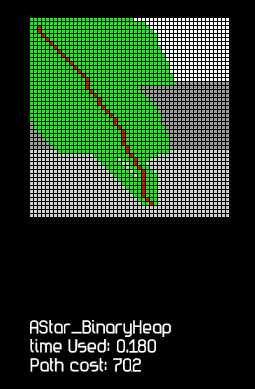 AStar_BinaryHeap
time Used: 0.180
Path cost: 702